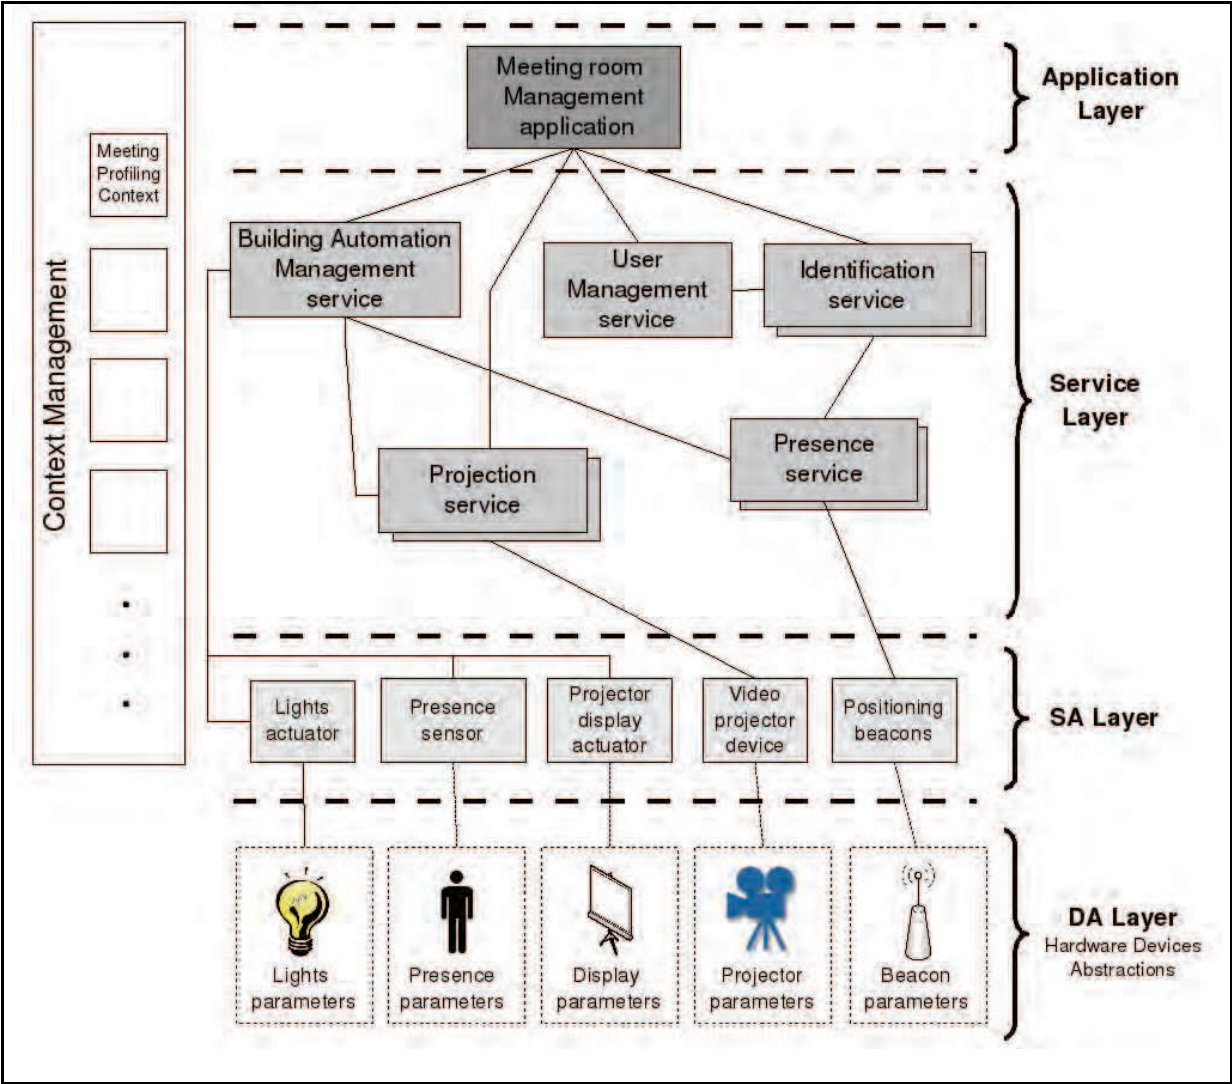 Meeting room
Management
application
Application
Layer
Meeting
Profiling
Context
Context Management
Building Automation
Management
service
User
Management
service
Identification
service
Service
Layer
Projection
service
Presence
service
Lights
actuator
Presence
sensor
Projector
display
actuator
Video
projector
device
Positioning
beacons
SA Layer
Lights
parameters
Presence
parameters
Display
parameters
Projector
parameters
Beacon
parameters
DA Layer
Hardware Devices
Abstractions